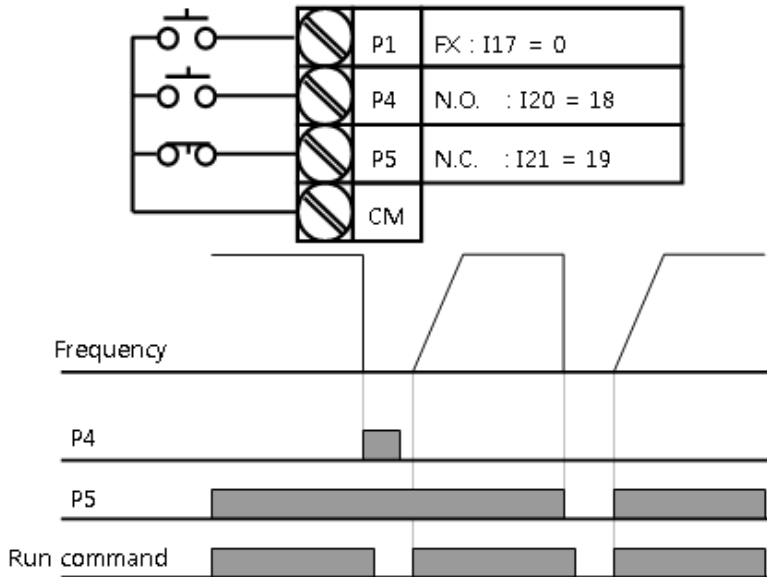 P1 FX : I17 = 0
P4 N.O. : I20 = 18
P5 N.C. : I21 = 19
CM
Frequency
P4
P5
Run command